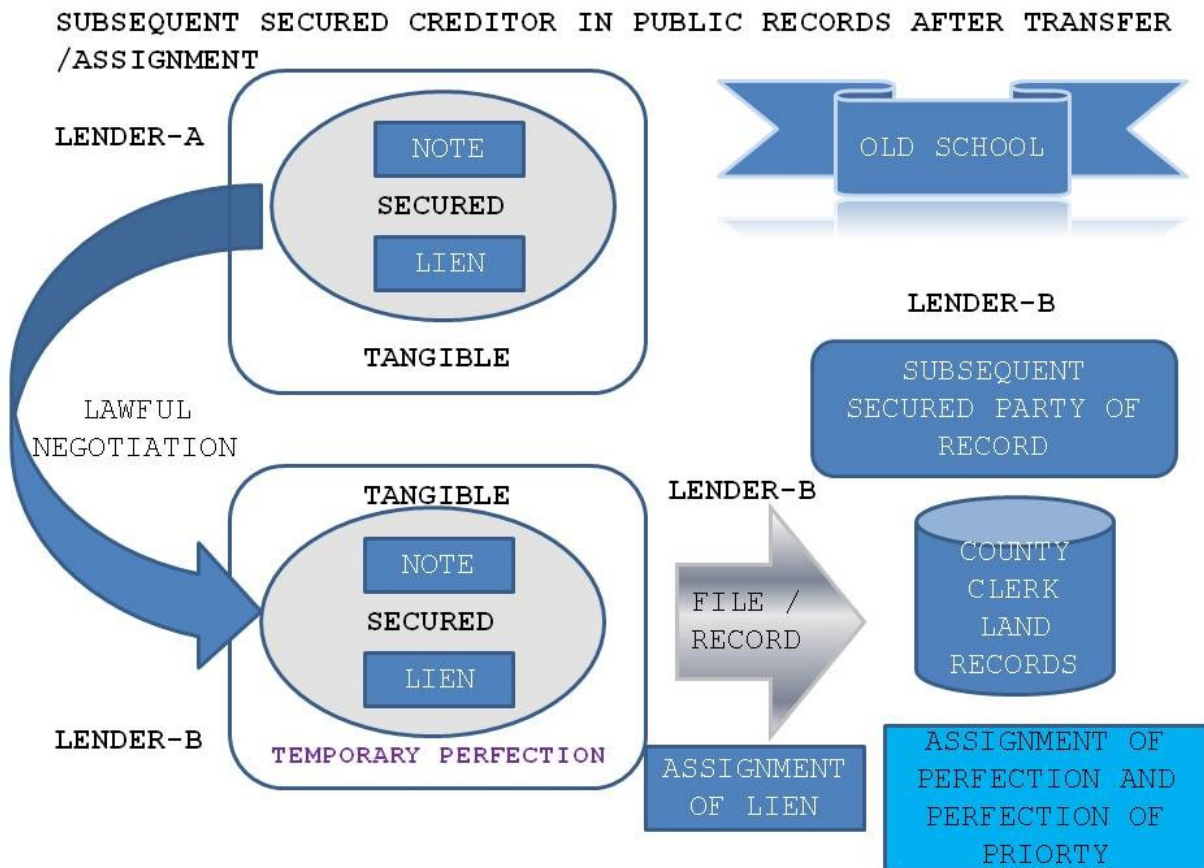 SUBSEQUENT SECURED CREDITOR IN PUBLIC RECORDS AFTER TRANSFER
/ASSIGNMENT
LENDER-A
NOTE
SECURED
LIEN
TANGIBLE
OLD SCHOOL
LAWFUL
NEGOTIATION
LENDER-B
SUBSEQUENT
SECURED PARTY OF
RECORD
TANGIBLE
NOTE
SECURED
LIEN
TEMPORARY PERFECTION
LENDER-B
LENDER-B
FILE /
RECORD
COUNTY
CLERK
LAND
RECORDS
ASSIGNMENT
OF LIEN
ASSIGNMENT OF
PERFECTION AND
PERFECTION OF
PRIORTY